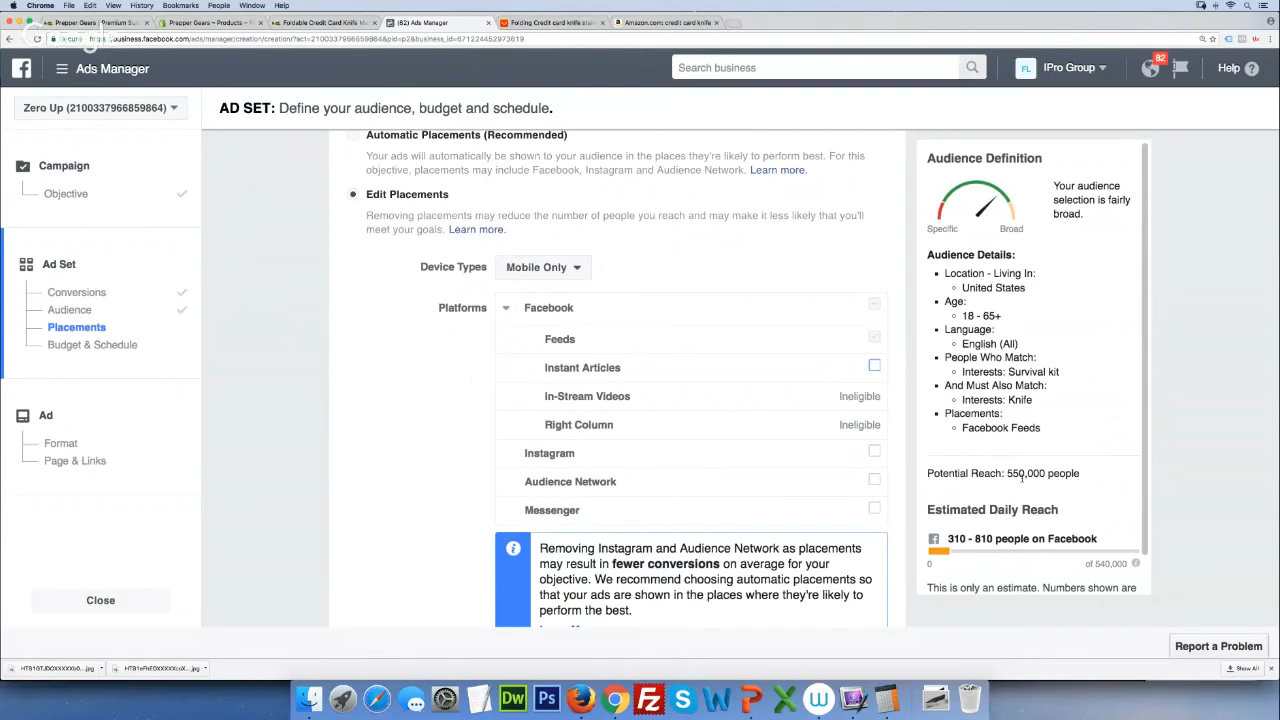 Chrome File Edit View History Bookmarks People Window Help
Prepper Gears | Premium Sur
Prepper Gears ~ Products ~ F
Foldable Credit Card Knife M
(82) Ads Manager
Folding Credit card knife stain
Amazon.com: credit card knife
Secure
business.facebook.com/ads/manager/creation/creation/?act=2100337966859864&pid=p2&business_id=671224452973619
Ads Manager
Search business
FL
IPro Group
82
Help
Zero Up (2100337966859864)
AD SET: Define your audience, budget and schedule.
Campaign
Objective
Ad Set
Conversions
Audience
Placements
Budget & Schedule
Ad
Format
Page & Links
Close
Automatic Placements (Recommended)
Your ads will automatically be shown to your audience in the places they're likely to perform best. For this
objective, placements may include Facebook, Instagram and Audience Network. Learn more.
Edit Placements
Removing placements may reduce the number of people you reach and may make it less likely that you'll
meet your goals. Learn more.
Device Types
Mobile Only
Platforms
Facebook
Feeds
Instant Articles
In-Stream Videos
Ineligible
Right Column
Ineligible
Instagram
Audience Network
Messenger
Removing Instagram and Audience Network as placements
may result in fewer conversions on average for your
objective. We recommend choosing automatic placements so
that your ads are shown in the places where they're likely to
perform the best.
Audience Definition
Your audience
selection is fairly
broad.
Specific
Broad
Audience Details:
Location - Living In:
United States
Age:
18 - 65+
Language:
English (All)
People Who Match:
Interests: Survival kit
And Must Also Match:
Interests: Knife
Placements:
Facebook Feeds
Potential Reach: 550,000 people
Estimated Daily Reach
310 - 810 people on Facebook
0
of 540,000
This is only an estimate. Numbers shown are
Report a Problem
Show All
Dw
Ps
Fz
S
W
P
X
W